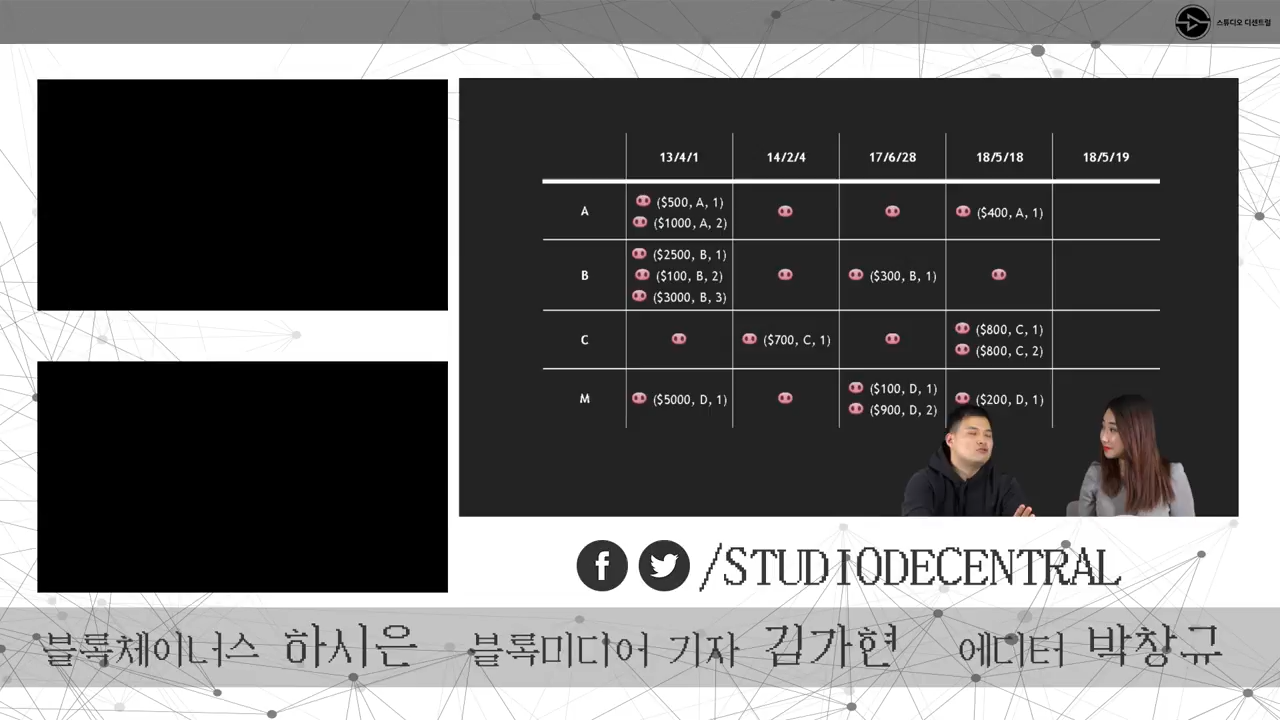 스튜디오 디센트럴
13/4/1 14/2/4 17/6/28 18/5/18 18/5/19
A ($500, A, 1) ($400, A, 1)
($1000, A, 2)
B ($2500, B, 1)
($100, B, 2) ($300, B, 1)
($3000, B, 3)
C ($700, C, 1) ($800, C, 1)
($800, C, 2)
M ($5000, D, 1) ($100, D, 1) ($200, D, 1)
($900, D, 2)
/STUDIODECENTRAL
블록체이너스 하시은 블록미디어 기자 김가현 에디터 박창규